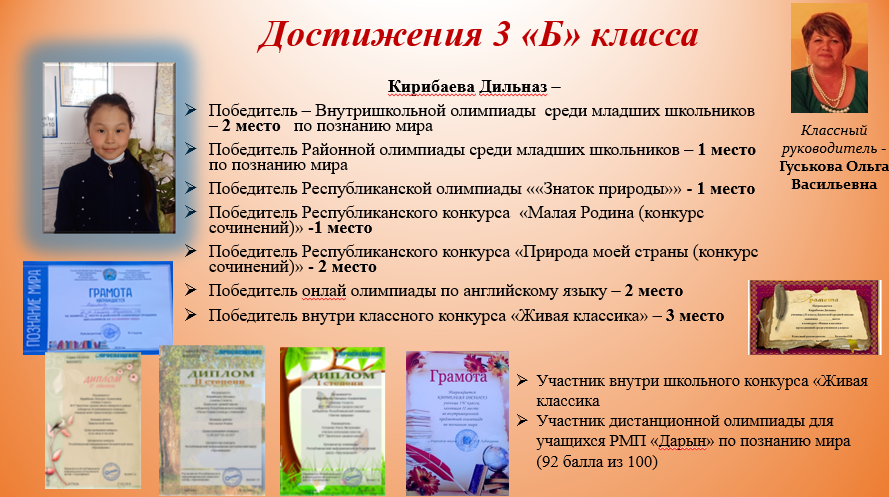 Достижения 3 «Б» класса
Кирибаева Дильназ –
Победитель – Внутришкольной олимпиады среди младших школьников
– 2 место по познанию мира
Победитель Районной олимпиады среди младших школьников – 1 место
по познанию мира
Победитель Республиканской олимпиады ««Знаток природы»» - 1 место
Победитель Республиканского конкурса «Малая Родина (конкурс
сочинений)» -1 место
Победитель Республиканского конкурса «Природа моей страны (конкурс
сочинений)» - 2 место
Победитель онлай олимпиады по английскому языку – 2 место
Победитель внутри классного конкурса «Живая классика» – 3 место
Классный
руководитель -
Гуськова Ольга
Васильевна
ПОЗНАНИЕ МИРА
ГРАМОТА
НАГРАЖДАЕТСЯ
грамота
ПРОСВЕЩЕНИЕ
ДИПЛОМ
ПРОСВЕЩЕНИЕ
ДИПЛОМ
II степени
ПРОСВЕЩЕНИЕ
ДИПЛОМ
I степени
Грамота
Участник внутри школьного конкурса «Живая
классика
Участник дистанционной олимпиады для
учащихся РМП «Дарын» по познанию мира
(92 балла из 100)